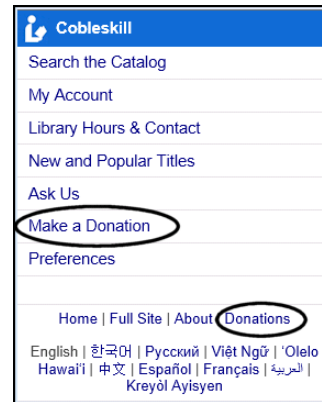 Cobleskill
Search the Catalog
My Account
Library Hours & Contact
New and Popular Titles
Ask Us
Make a Donation
Preferences
Home | Full Site | About | Donations
English | 한국어 | Русский | Việt Ngữ | ʻOlelo
Hawaiʻi | 中文 | Español | Français | العربية |
Kreyòl Ayisyen